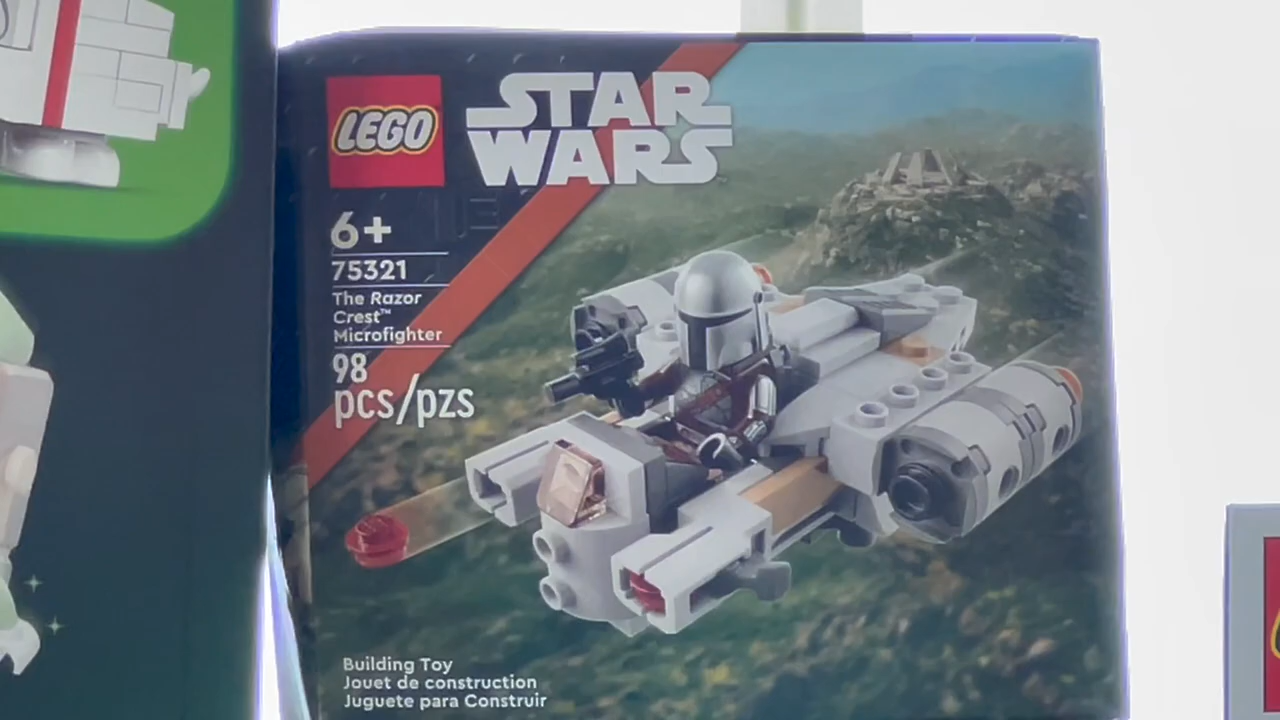 LEGO
STAR
WARS
6+
75321
The Razor
Crest™
Microfighter
98
pcs/pzs
Building Toy
Jouet de construction
Juguete para Construir